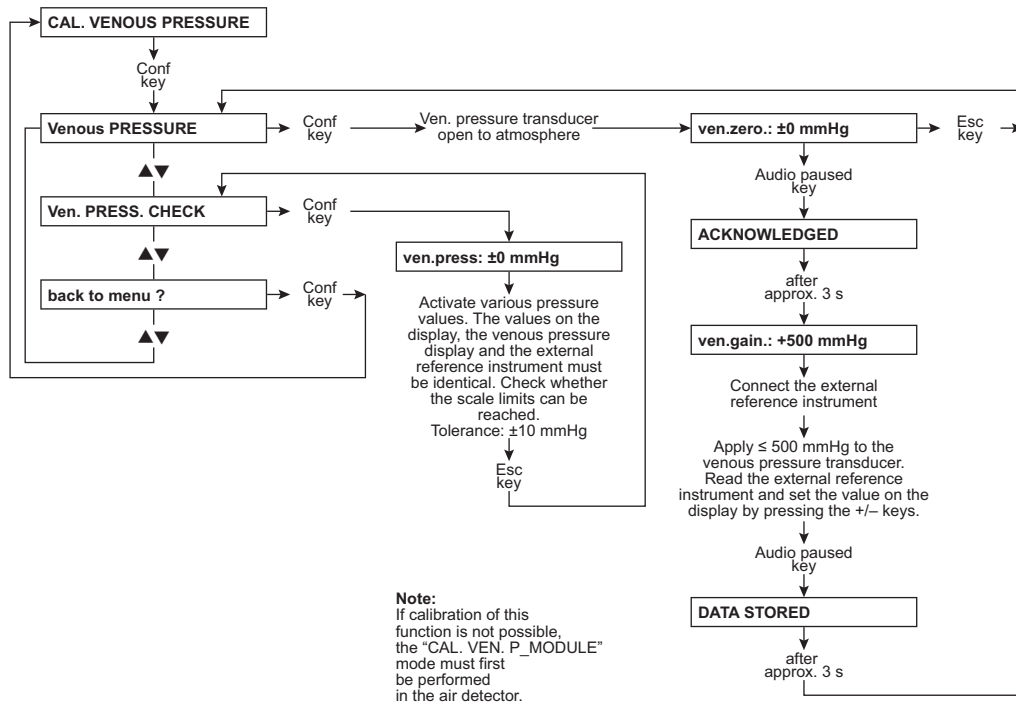 CAL. VENOUS PRESSURE
Conf
key
Venous PRESSURE
Conf
key
Ven. pressure transducer
open to atmosphere
ven.zero.: ±0 mmHg
Esc
key
Audio paused
key
Ven. PRESS. CHECK
Conf
key
ACKNOWLEDGED
ven.press: ±0 mmHg
after
approx. 3 s
back to menu ?
Conf
key
Activate various pressure
values. The values on the
display, the venous pressure
display and the external
reference instrument must
be identical. Check whether
the scale limits can be
reached.
Tolerance: ±10 mmHg
Esc
key
ven.gain.: +500 mmHg
Connect the external
reference instrument
Apply ≤ 500 mmHg to the
venous pressure transducer.
Read the external reference
instrument and set the value on the
display by pressing the +/– keys.
Audio paused
key
DATA STORED
after
approx. 3 s
Note:
If calibration of this
function is not possible,
the “CAL. VEN. P_MODULE”
mode must first
be performed
in the air detector.